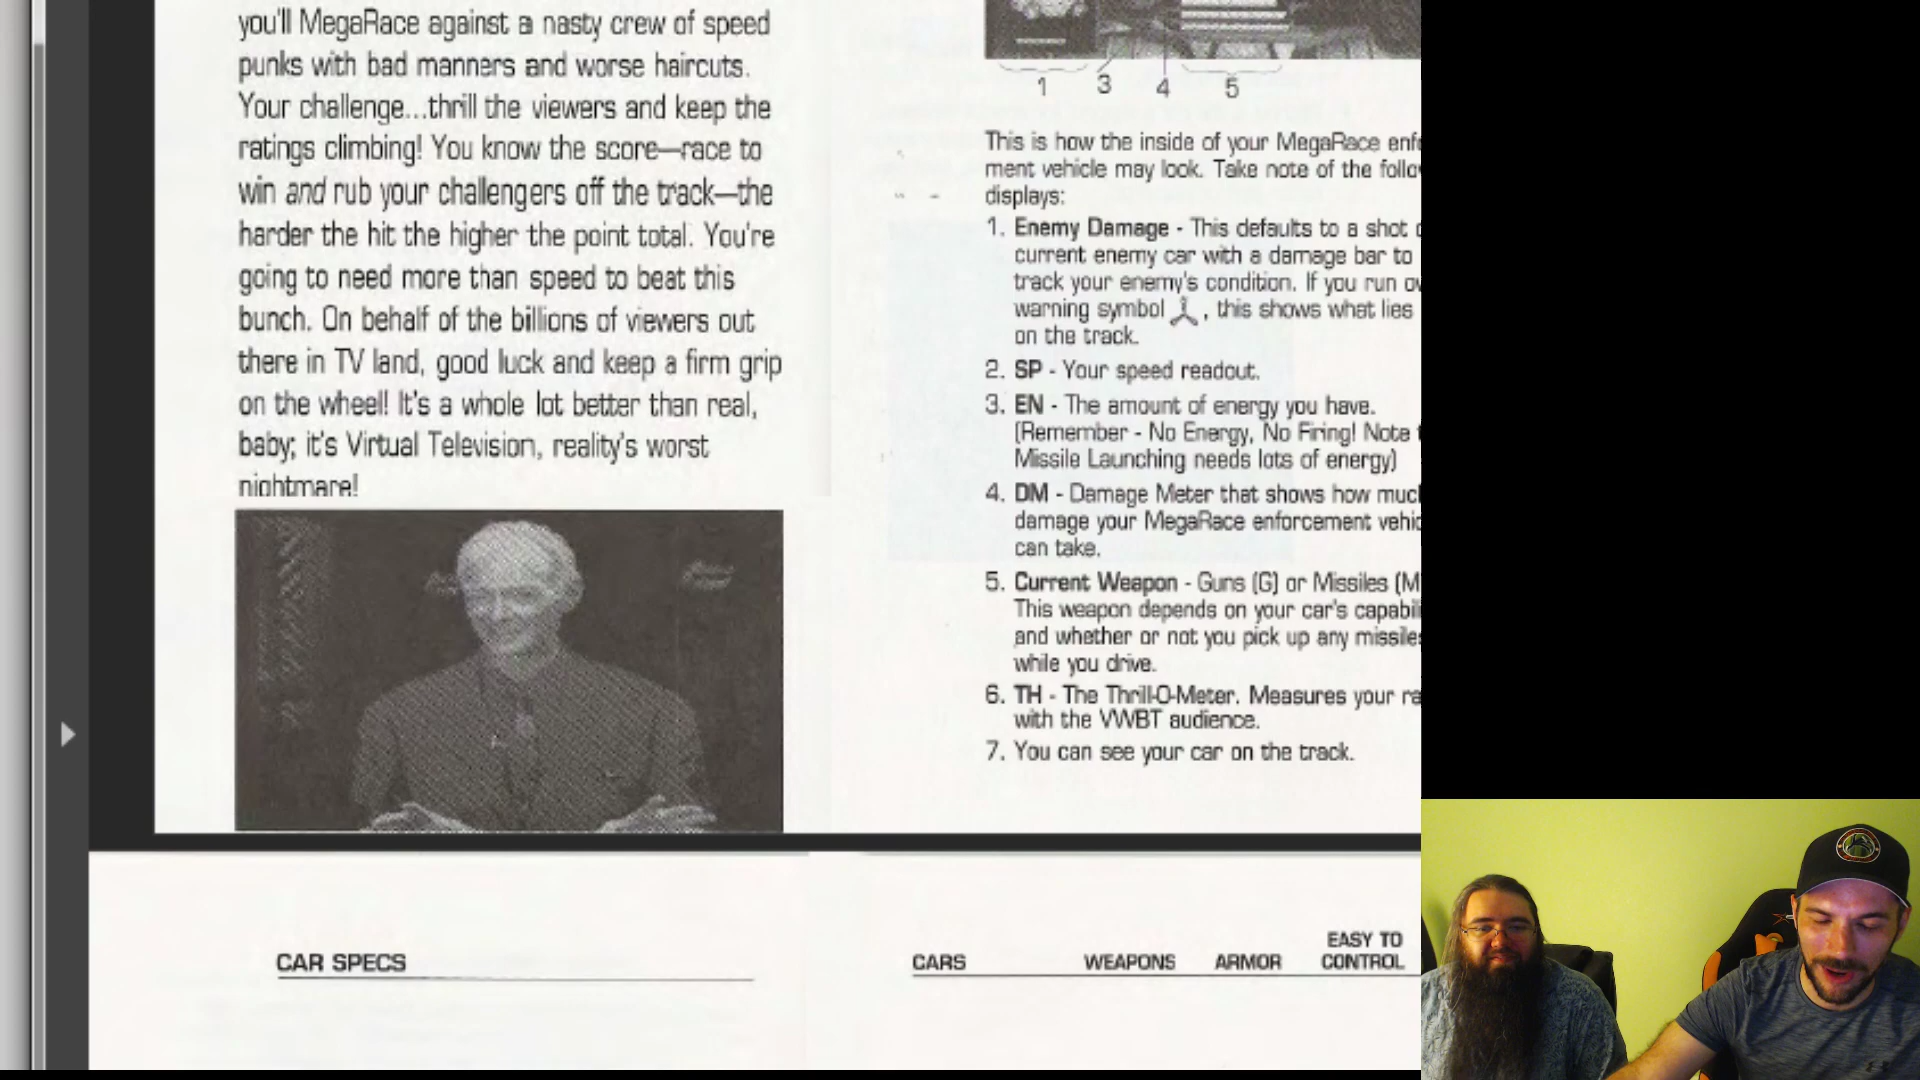 you'll MegaRace against a nasty crew of speed
punks with bad manners and worse haircuts.
Your challenge...thrill the viewers and keep the
ratings climbing! You know the score—race to
win and rub your challengers off the track—the
harder the hit the higher the point total. You're
going to need more than speed to beat this
bunch. On behalf of the billions of viewers out
there in TV land, good luck and keep a firm grip
on the wheel! It's a whole lot better than real,
baby; it's Virtual Television, reality's worst
nightmare!
1 3 4 5
This is how the inside of your MegaRace enf
ment vehicle may look. Take note of the follo
displays:
1. Enemy Damage - This defaults to a shot
current enemy car with a damage bar to
track your enemy's condition. If you run
warning symbol , this shows what lies
on the track.
2. SP - Your speed readout.
3. EN - The amount of energy you have.
(Remember - No Energy, No Firing! Note
Missile Launching needs lots of energy)
4. DM - Damage Meter that shows how muc
damage your MegaRace enforcement vehic
can take.
5. Current Weapon - Guns (G) or Missiles (M
This weapon depends on your car's capabili
and whether or not you pick up any missile
while you drive.
6. TH - The Thrill-O-Meter. Measures your ra
with the VWBT audience.
7. You can see your car on the track.
CAR SPECS
CARS WEAPONS ARMOR EASY TO CONTROL